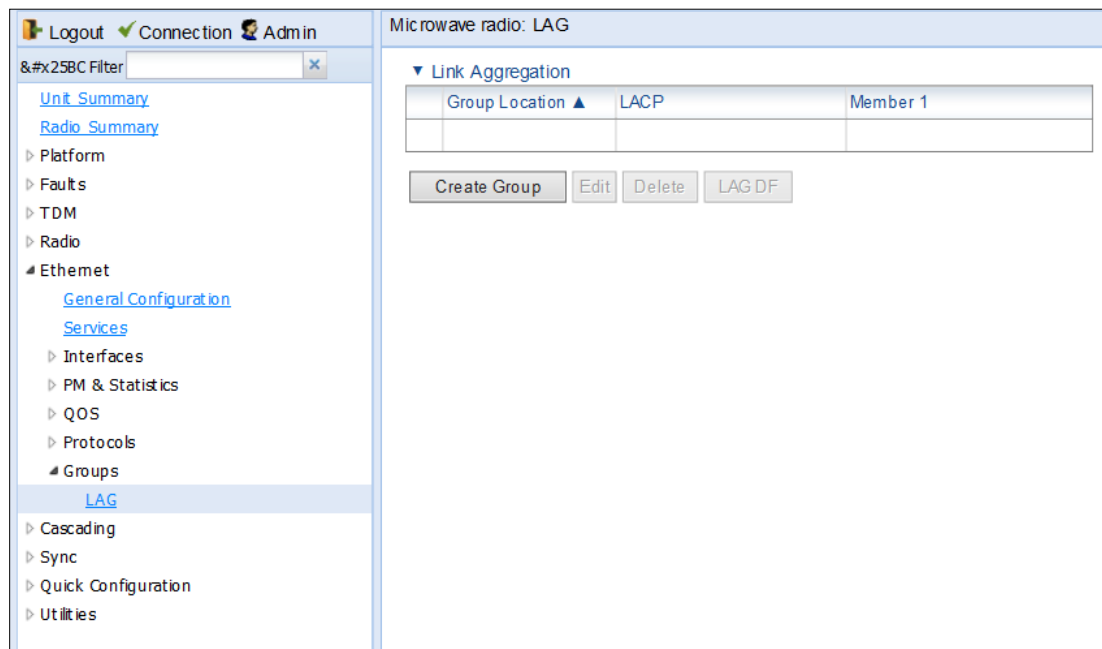 Logout Connection Admin
&#x25BC Filter
Unit Summary
Radio Summary
Platform
Faults
TDM
Radio
Ethernet
General Configuration
Services
Interfaces
PM & Statistics
QOS
Protocols
Groups
LAG
Cascading
Sync
Quick Configuration
Utilities
Microwave radio: LAG
▼ Link Aggregation
Group Location ▲ LACP Member 1
Create Group Edit Delete LAG DF